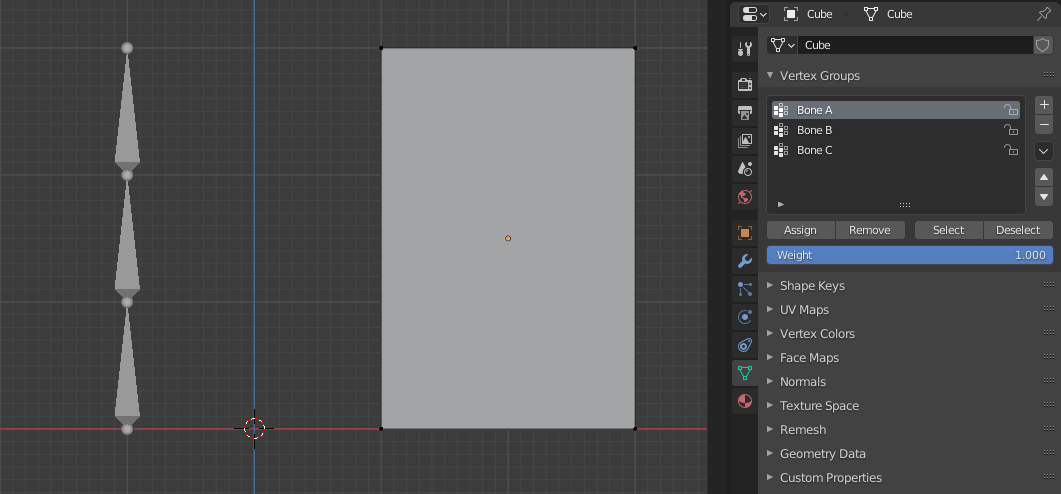 Cube Cube
Cube
Vertex Groups
Bone A
Bone B
Bone C
Assign Remove Select Deselect
Weight 1.000
Shape Keys
UV Maps
Vertex Colors
Face Maps
Normals
Texture Space
Remesh
Geometry Data
Custom Properties